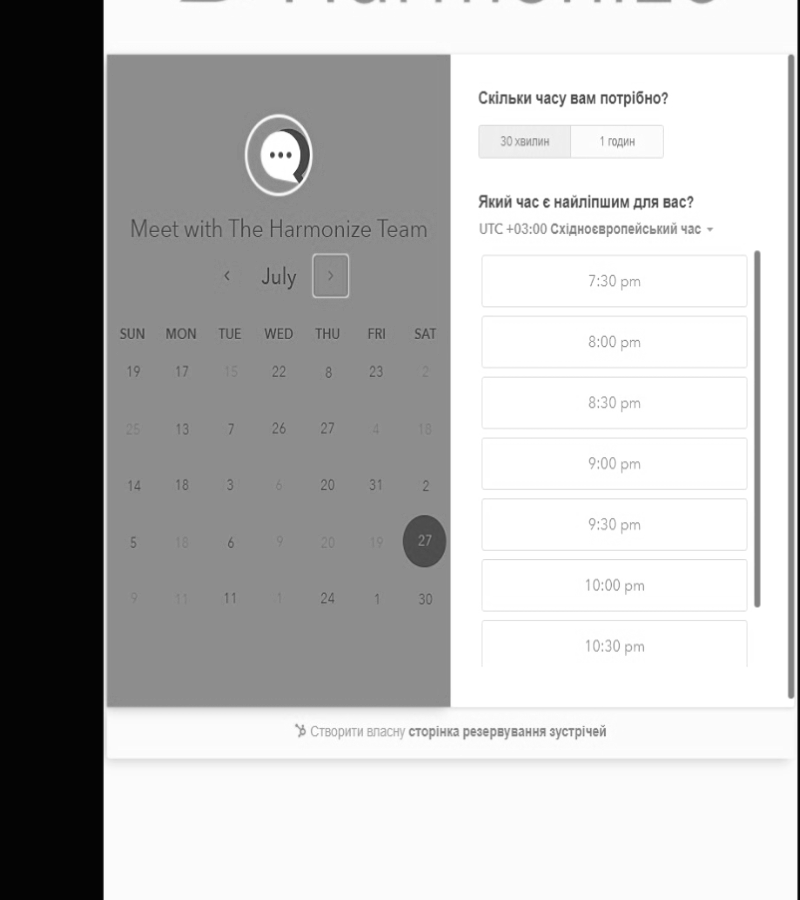 Harmonize
Meet with The Harmonize Team
‹ July ›
SUN MON TUE WED THU FRI SAT
19 17 15 22 8 23 2
25 13 7 26 27 4 18
14 18 3 6 20 31 2
5 18 6 9 20 19 27
9 11 11 1 24 1 30
Скільки часу вам потрібно?
30 хвилин 1 годин
Який час є найліпшим для вас?
UTC +03:00 Східноєвропейський час
7:30 pm
8:00 pm
8:30 pm
9:00 pm
9:30 pm
10:00 pm
10:30 pm
Створити власну сторінка резервування зустрічей